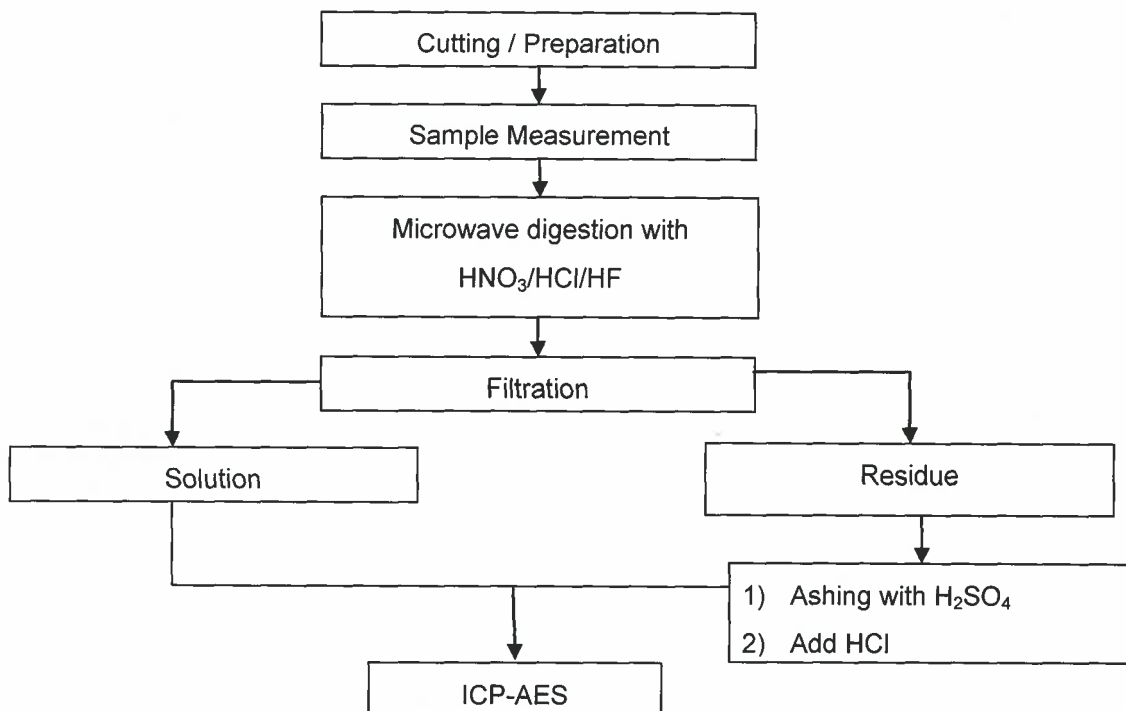 Cutting / Preparation
Sample Measurement
Microwave digestion with
HNO₃/HCl/HF
Filtration
Solution
Residue
1) Ashing with H₂SO₄
2) Add HCl
ICP-AES